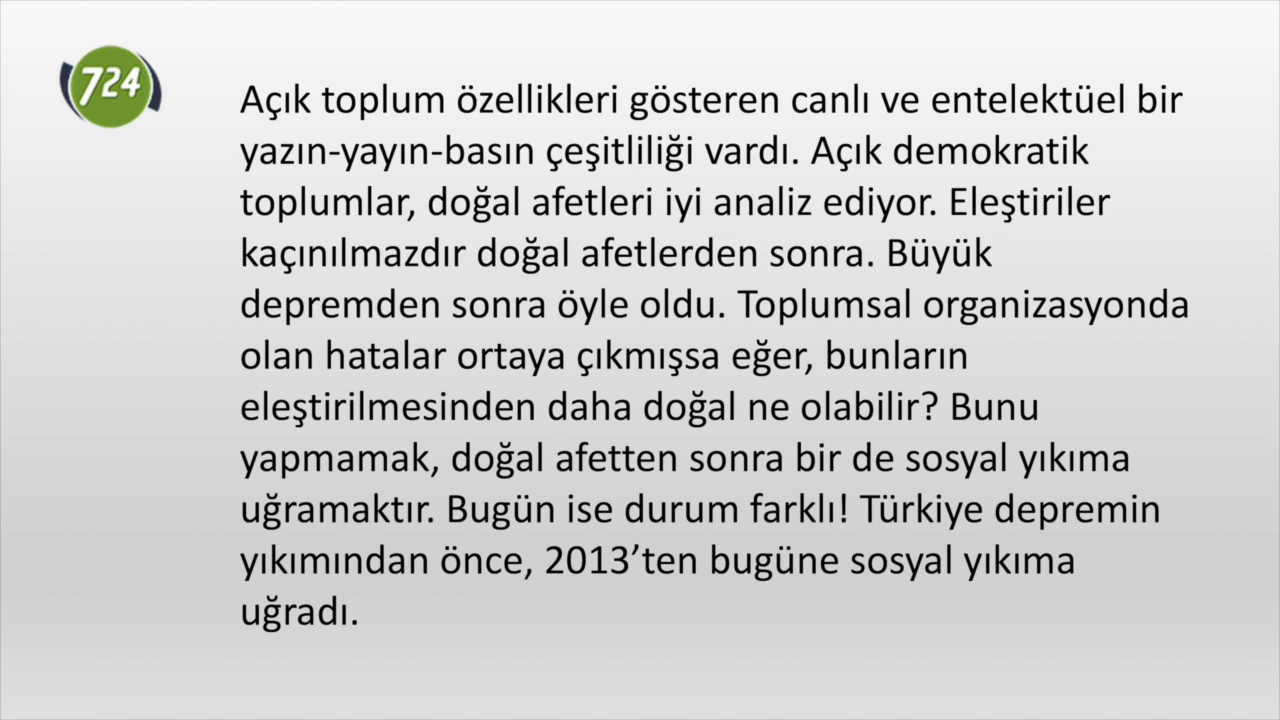 724
Açık toplum özellikleri gösteren canlı ve entelektüel bir
yazın-yayın-basın çeşitliliği vardı. Açık demokratik
toplumlar, doğal afetleri iyi analiz ediyor. Eleştiriler
kaçınılmazdır doğal afetlerden sonra. Büyük
depremden sonra öyle oldu. Toplumsal organizasyonda
olan hatalar ortaya çıkmışsa eğer, bunların
eleştirilmesinden daha doğal ne olabilir? Bunu
yapmamak, doğal afetten sonra bir de sosyal yıkıma
uğramaktır. Bugün ise durum farklı! Türkiye depremin
yıkımından önce, 2013’ten bugüne sosyal yıkıma
uğradı.